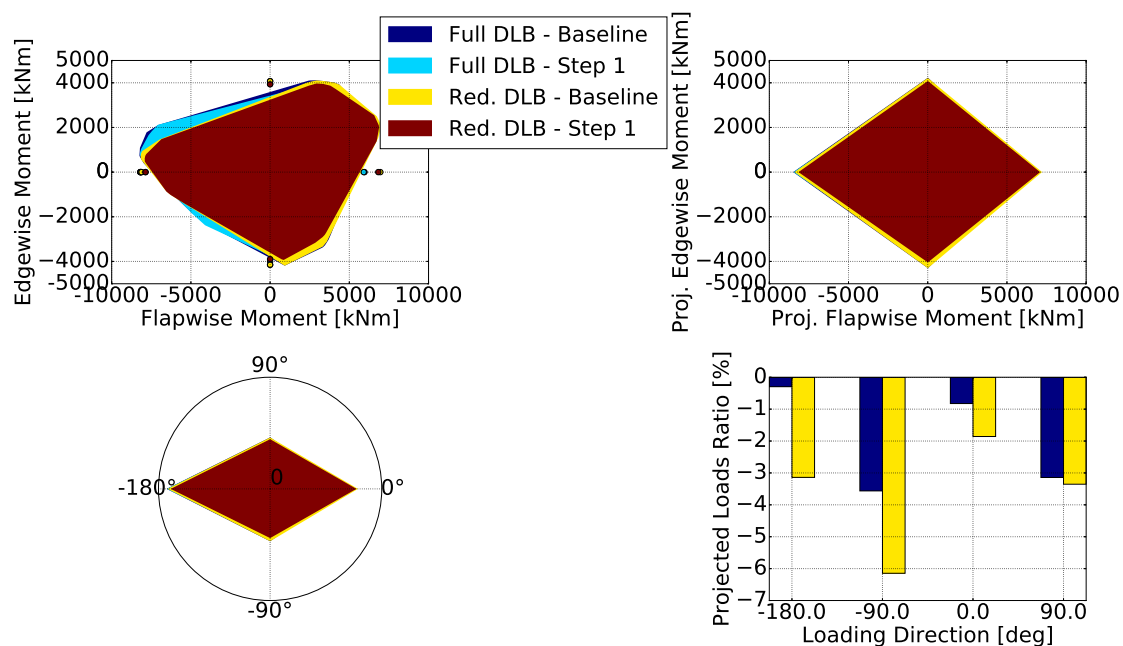 Full DLB - Baseline
Full DLB - Step 1
Red. DLB - Baseline
Red. DLB - Step 1
Edgewise Moment [kNm]
5000
4000
2000
0
−2000
−4000
−5000
-10000 -5000 0 5000 10000
Flapwise Moment [kNm]
Proj. Edgewise Moment [kNm]
5000
4000
2000
0
−2000
−4000
−5000
-10000 -5000 0 5000 10000
Proj. Flapwise Moment [kNm]
90°
-180° 0 0°
-90°
Projected Loads Ratio [%]
0
−1
−2
−3
−4
−5
−6
−7
-180.0 -90.0 0.0 90.0
Loading Direction [deg]